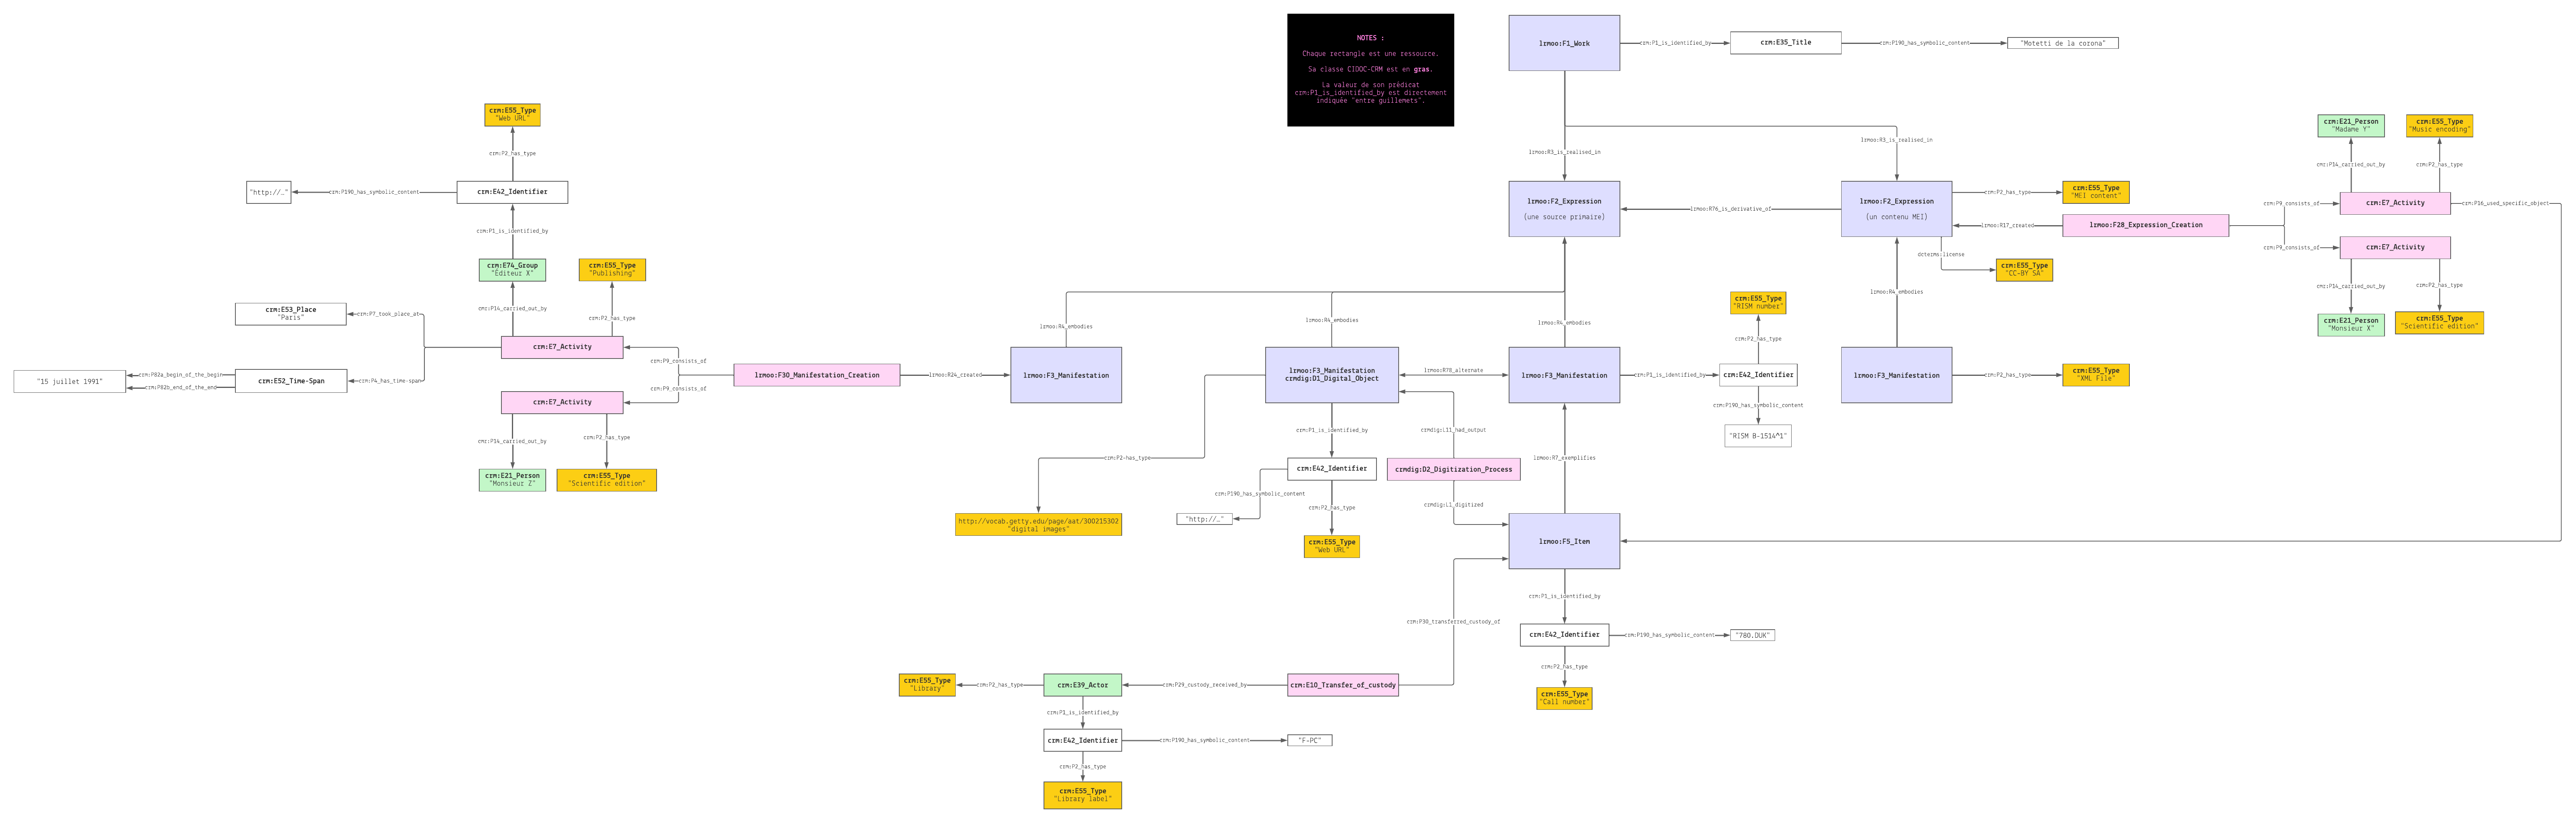 NOTES :
Chaque rectangle est une ressource.
Sa classe CIDOC-CRM est en gras.
La valeur de son prédicat
crm:P1_is_identified_by est directement
indiquée "entre guillemets".
lrmoo:F1_Work
crm:P1_is_identified_by
crm:E35_Title
crm:P190_has_symbolic_content
"Motetti de la corona"
lrmoo:R3_is_realised_in
lrmoo:R3_is_realised_in
crm:E55_Type
"Web URL"
crm:P2_has_type
"http://…"
crm:P190_has_symbolic_content
crm:E42_Identifier
crm:P1_is_identified_by
crm:E74_Group
"Éditeur X"
crm:E55_Type
"Publishing"
cmr:P14_carried_out_by
crm:P2_has_type
crm:E53_Place
"Paris"
crm:P7_took_place_at
crm:E7_Activity
"15 juillet 1991"
crm:P82a_begin_of_the_begin
crm:P82b_end_of_the_end
crm:E52_Time-Span
crm:P4_has_time-span
crm:P9_consists_of
crm:P9_consists_of
crm:E7_Activity
cmr:P14_carried_out_by
crm:P2_has_type
crm:E21_Person
"Monsieur Z"
crm:E55_Type
"Scientific edition"
lrmoo:F30_Manifestation_Creation
lrmoo:R24_created
lrmoo:F3_Manifestation
lrmoo:R4_embodies
lrmoo:F2_Expression
(une source primaire)
lrmoo:R76_is_derivative_of
lrmoo:F2_Expression
(un contenu MEI)
crm:P2_has_type
crm:E55_Type
"MEI content"
lrmoo:R17_created
lrmoo:F28_Expression_Creation
dcterms:license
crm:E55_Type
"CC-BY SA"
crm:P9_consists_of
crm:P9_consists_of
crm:E21_Person
"Madame Y"
crm:E55_Type
"Music encoding"
cmr:P14_carried_out_by
crm:P2_has_type
crm:E7_Activity
crm:P16_used_specific_object
crm:E7_Activity
cmr:P14_carried_out_by
crm:P2_has_type
crm:E21_Person
"Monsieur X"
crm:E55_Type
"Scientific edition"
lrmoo:R4_embodies
lrmoo:R4_embodies
lrmoo:R4_embodies
lrmoo:F3_Manifestation
crmdig:D1_Digital_Object
lrmoo:R78_alternate
lrmoo:F3_Manifestation
crm:P1_is_identified_by
crm:E42_Identifier
crm:P2_has_type
crm:E55_Type
"RISM number"
crm:P190_has_symbolic_content
"RISM B-1514^1"
lrmoo:F3_Manifestation
crm:P2_has_type
crm:E55_Type
"XML File"
crm:P2-has_type
http://vocab.getty.edu/page/aat/300215302
"digital images"
crm:P1_is_identified_by
crm:E42_Identifier
crm:P190_has_symbolic_content
"http://…"
crm:P2_has_type
crm:E55_Type
"Web URL"
crmdig:L11_had_output
crmdig:D2_Digitization_Process
crmdig:L1_digitized
lrmoo:R7_exemplifies
lrmoo:F5_Item
crm:P1_is_identified_by
crm:E42_Identifier
crm:P190_has_symbolic_content
"780.DUK"
crm:P2_has_type
crm:E55_Type
"Call number"
crm:P30_transferred_custody_of
crm:E10_Transfer_of_custody
crm:P29_custody_received_by
crm:E39_Actor
crm:P2_has_type
crm:E55_Type
"Library"
crm:P1_is_identified_by
crm:E42_Identifier
crm:P190_has_symbolic_content
"F-PC"
crm:P2_has_type
crm:E55_Type
"Library label"